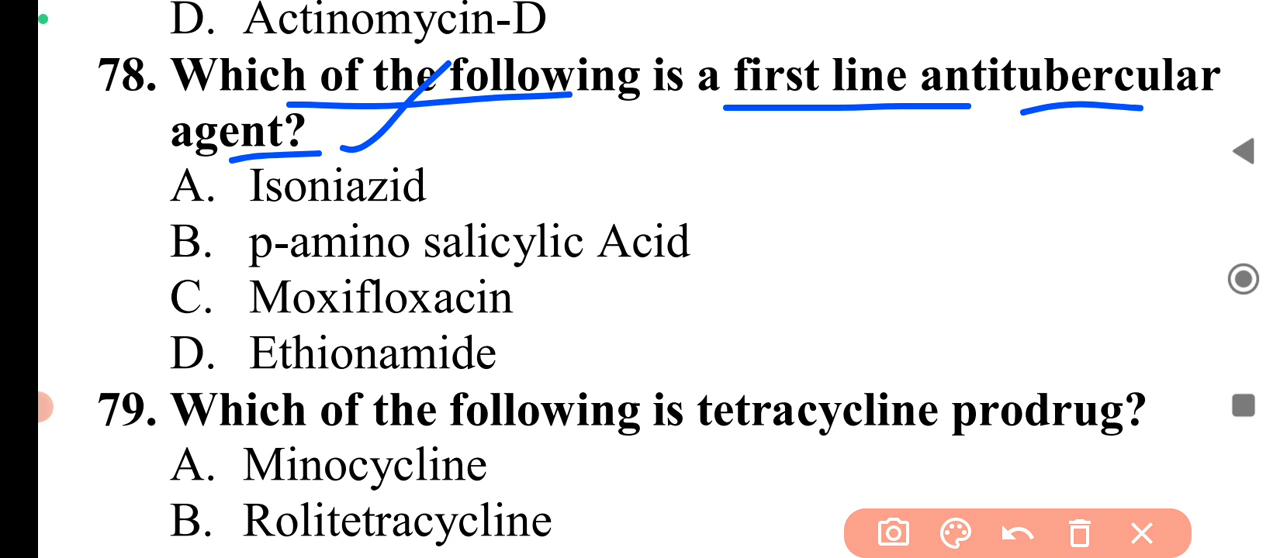 D. Actinomycin-D
78. Which of the following is a first line antitubercular
agent?
A. Isoniazid
B. p-amino salicylic Acid
C. Moxifloxacin
D. Ethionamide
79. Which of the following is tetracycline prodrug?
A. Minocycline
B. Rolitetracycline